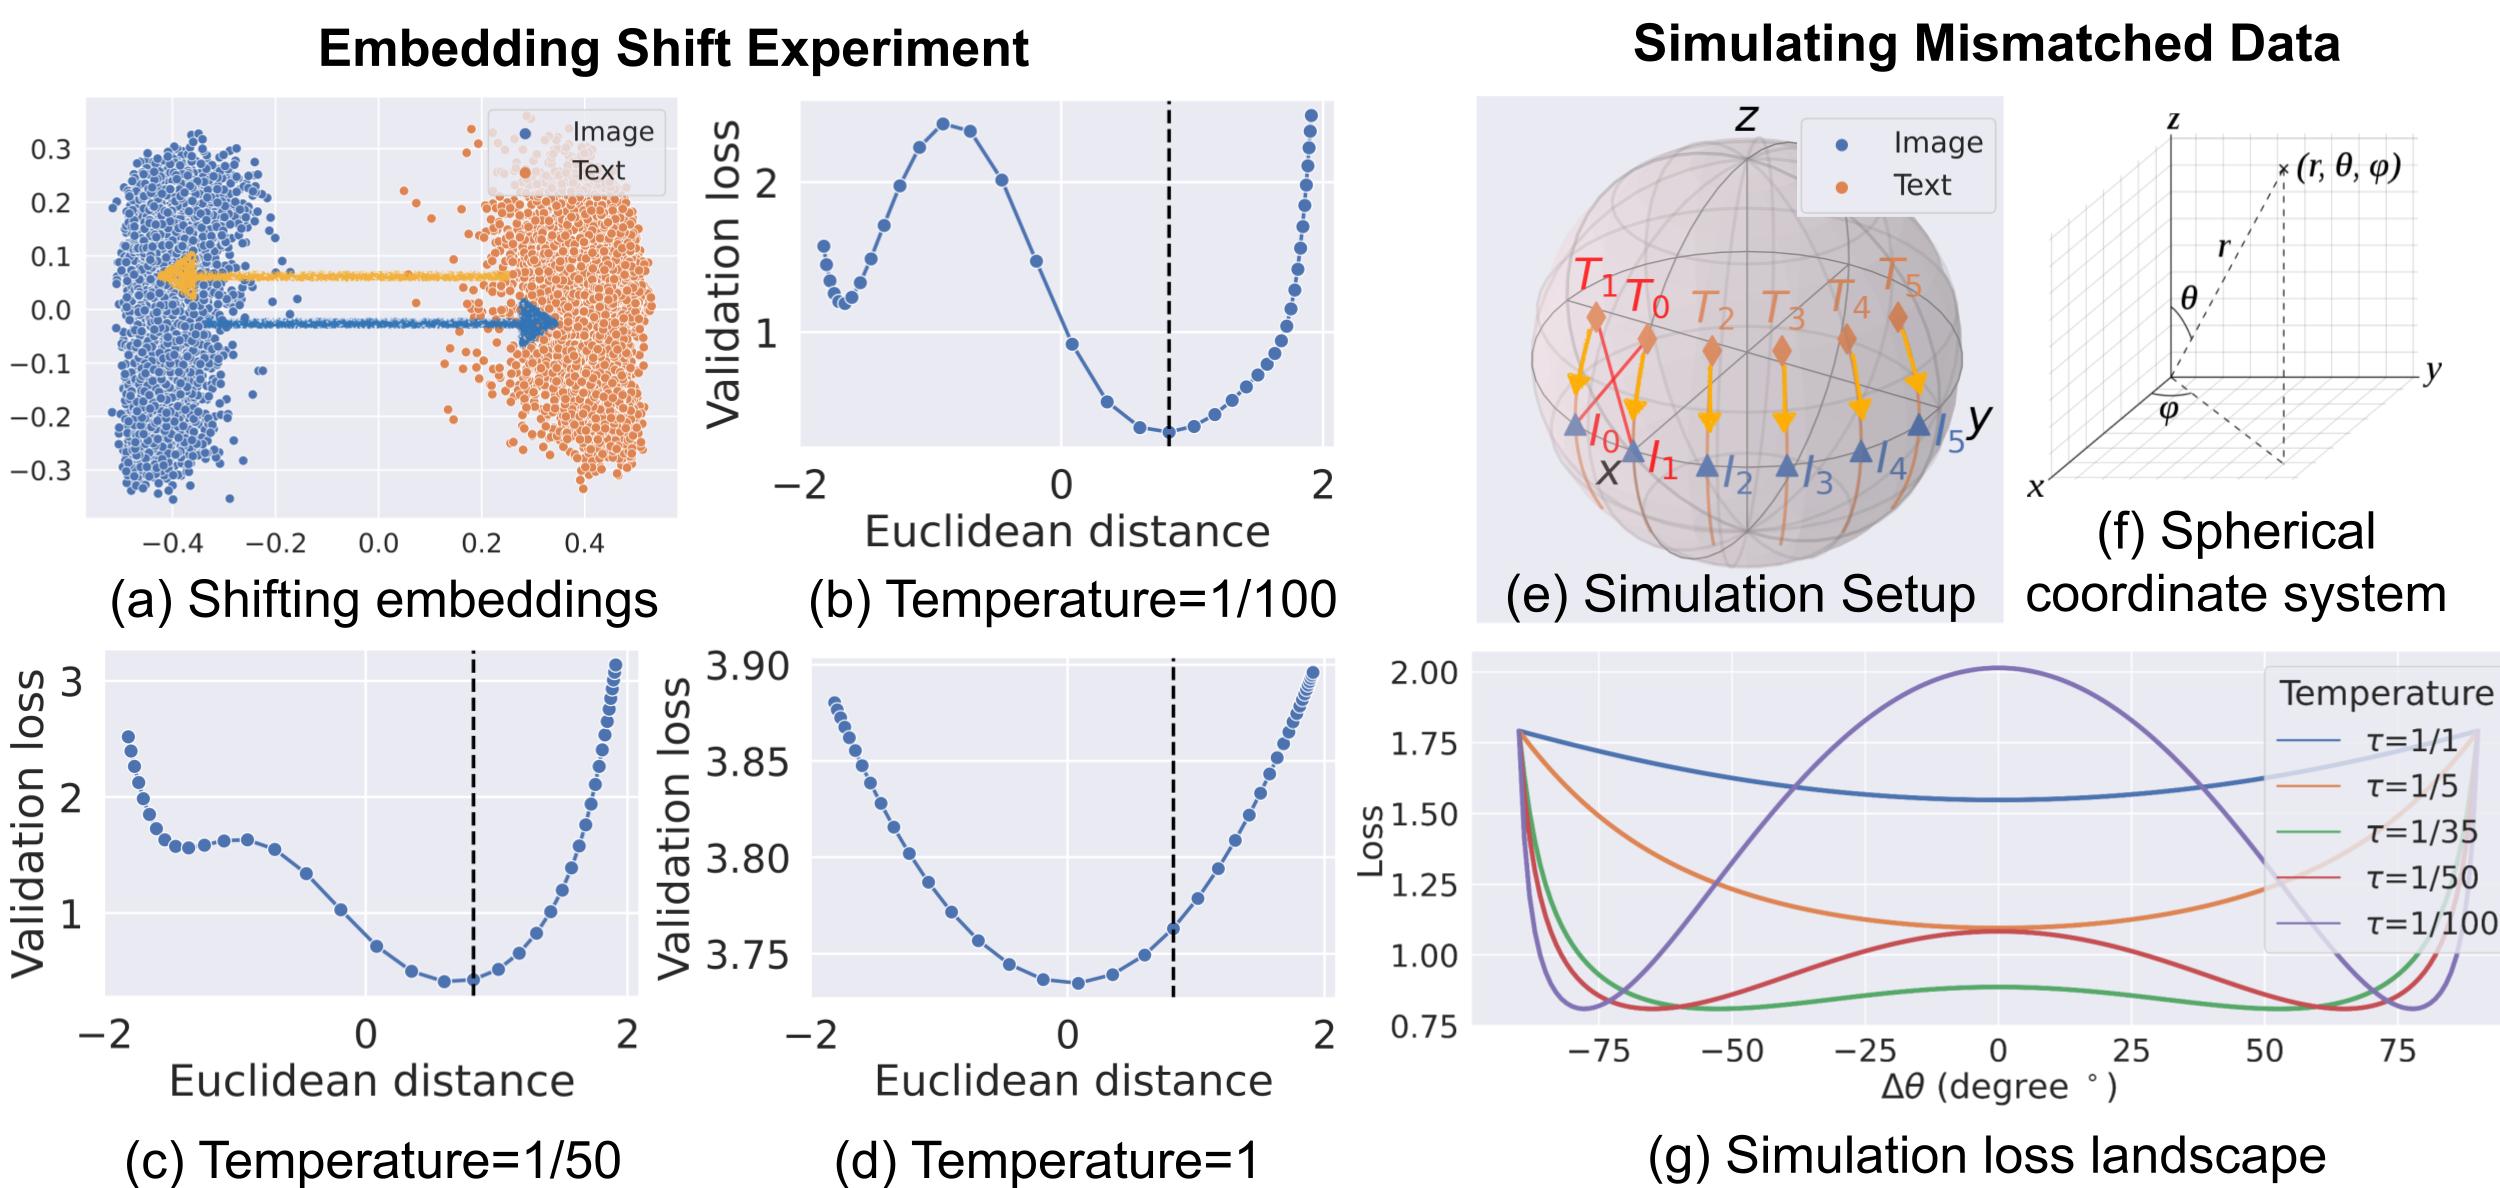 Embedding Shift Experiment
Simulating Mismatched Data
Image
Text
0.3
0.2
0.1
0.0
−0.1
−0.2
−0.3
−0.4
−0.2
0.0
0.2
0.4
(a) Shifting embeddings
Validation loss
2
1
−2
0
2
Euclidean distance
(b) Temperature=1/100
z
Image
Text
T1
T0
T2
T3
T4
T5
y
x
I0
I1
I2
I3
I4
I5
(e) Simulation Setup
z
(r, θ, φ)
r
θ
y
φ
x
(f) Spherical
coordinate system
Validation loss
3
2
1
−2
0
2
Euclidean distance
(c) Temperature=1/50
Validation loss
3.90
3.85
3.80
3.75
−2
0
2
Euclidean distance
(d) Temperature=1
Loss
2.00
1.75
1.50
1.25
1.00
0.75
Temperature
τ=1/1
τ=1/5
τ=1/35
τ=1/50
τ=1/100
−75
−50
−25
0
25
50
75
Δθ (degree °)
(g) Simulation loss landscape